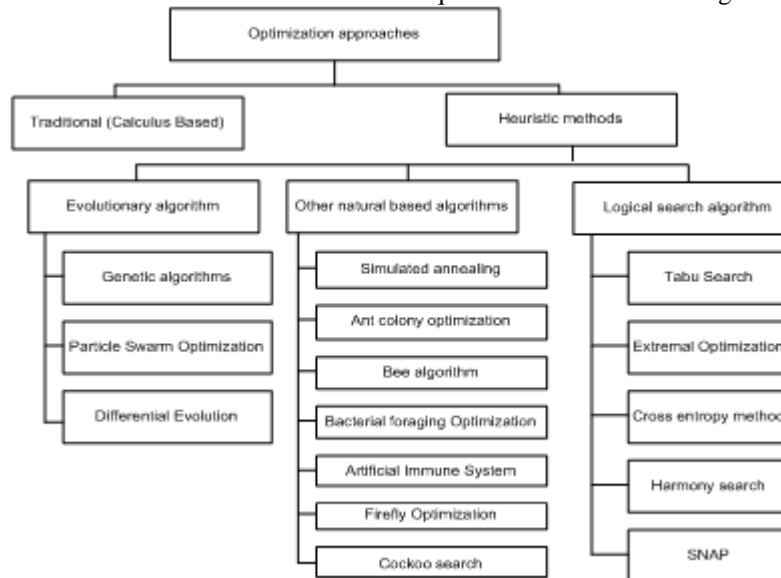 Optimization approaches
Traditional (Calculus Based)
Heuristic methods
Evolutionary algorithm
Other natural based algorithms
Logical search algorithm
Genetic algorithms
Particle Swarm Optimization
Differential Evolution
Simulated annealing
Ant colony optimization
Bee algorithm
Bacterial foraging Optimization
Artificial Immune System
Firefly Optimization
Cockoo search
Tabu Search
Extremal Optimization
Cross entropy method
Harmony search
SNAP